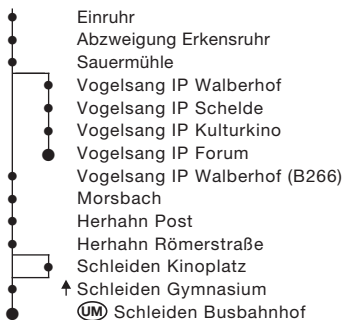 Einruhr
Abzweigung Erkensruhr
Sauermühle
Vogelsang IP Walberhof
Vogelsang IP Schelde
Vogelsang IP Kulturkino
Vogelsang IP Forum
Vogelsang IP Walberhof (B266)
Morsbach
Herhahn Post
Herhahn Römerstraße
Schleiden Kinoplatz
Schleiden Gymnasium
UM Schleiden Busbahnhof